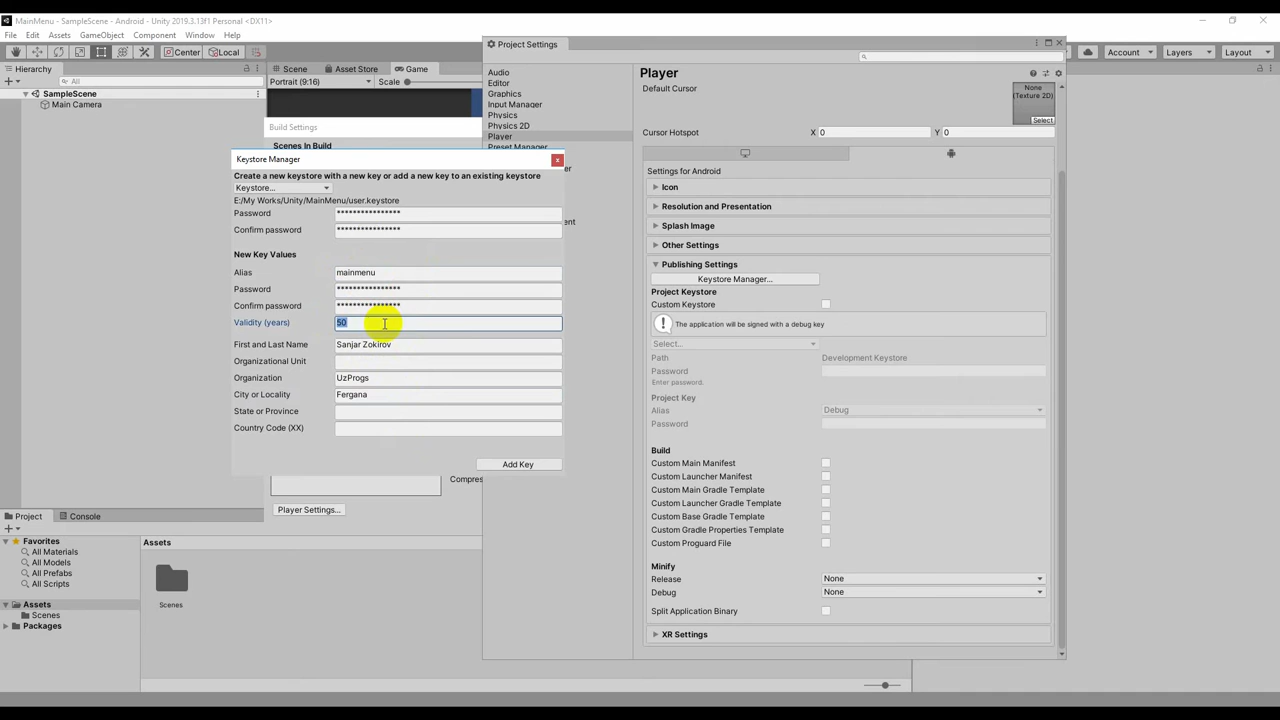 MainMenu - SampleScene - Android - Unity 2019.3.13f1 Personal <DX11>
File Edit Assets GameObject Component Window Help
Center Local
Account Layers Layout
Project Settings
Hierarchy
All
SampleScene
Main Camera
Scene Asset Store Game
Portrait (9:16) Scale
Build Settings
Scenes In Build
Keystore Manager
x
Create a new keystore with a new key or add a new key to an existing keystore
Keystore...
E:/My Works/Unity/MainMenu/user.keystore
Password ****************
Confirm password ****************
New Key Values
Alias mainmenu
Password ****************
Confirm password ****************
Validity (years) 50
First and Last Name Sanjar Zokirov
Organizational Unit
Organization UzProgs
City or Locality Fergana
State or Province
Country Code (XX)
Add Key
Compres
Player Settings...
Audio
Editor
Graphics
Input Manager
Physics
Physics 2D
Player
Preset Manager
Player
Default Cursor
None
(Texture 2D)
Select
Cursor Hotspot X 0 Y 0
Settings for Android
Icon
Resolution and Presentation
Splash Image
Other Settings
Publishing Settings
Keystore Manager...
Project Keystore
Custom Keystore
The application will be signed with a debug key
Select...
Path Development Keystore
Password
Enter password.
Project Key
Alias Debug
Password
Build
Custom Main Manifest
Custom Launcher Manifest
Custom Main Gradle Template
Custom Launcher Gradle Template
Custom Base Gradle Template
Custom Gradle Properties Template
Custom Proguard File
Minify
Release None
Debug None
Split Application Binary
XR Settings
Project Console
Favorites
All Materials
All Models
All Prefabs
All Scripts
Assets
Scenes
Packages
Assets
Scenes